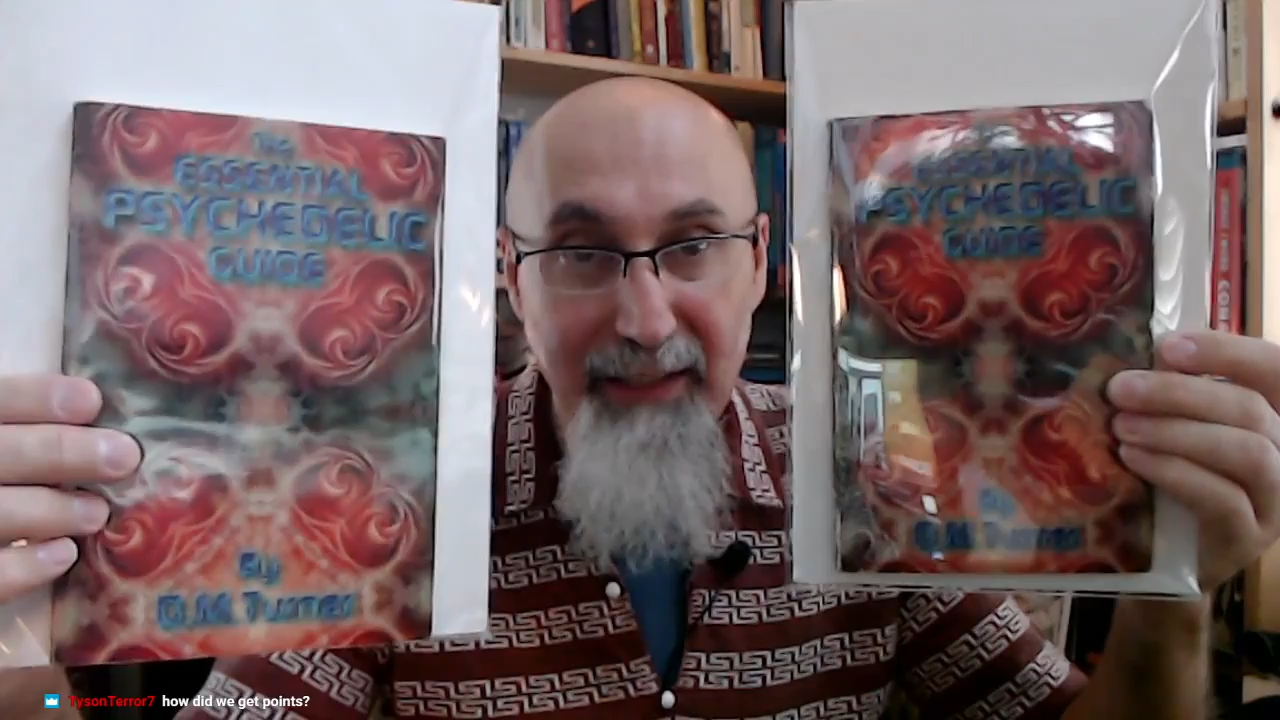 The
ESSENTIAL
PSYCHEDELIC
GUIDE
By
D.M. Turner
ESSENTIAL
PSYCHEDELIC
GUIDE
By
D.M. Turner
TysonTerror7 how did we get points?